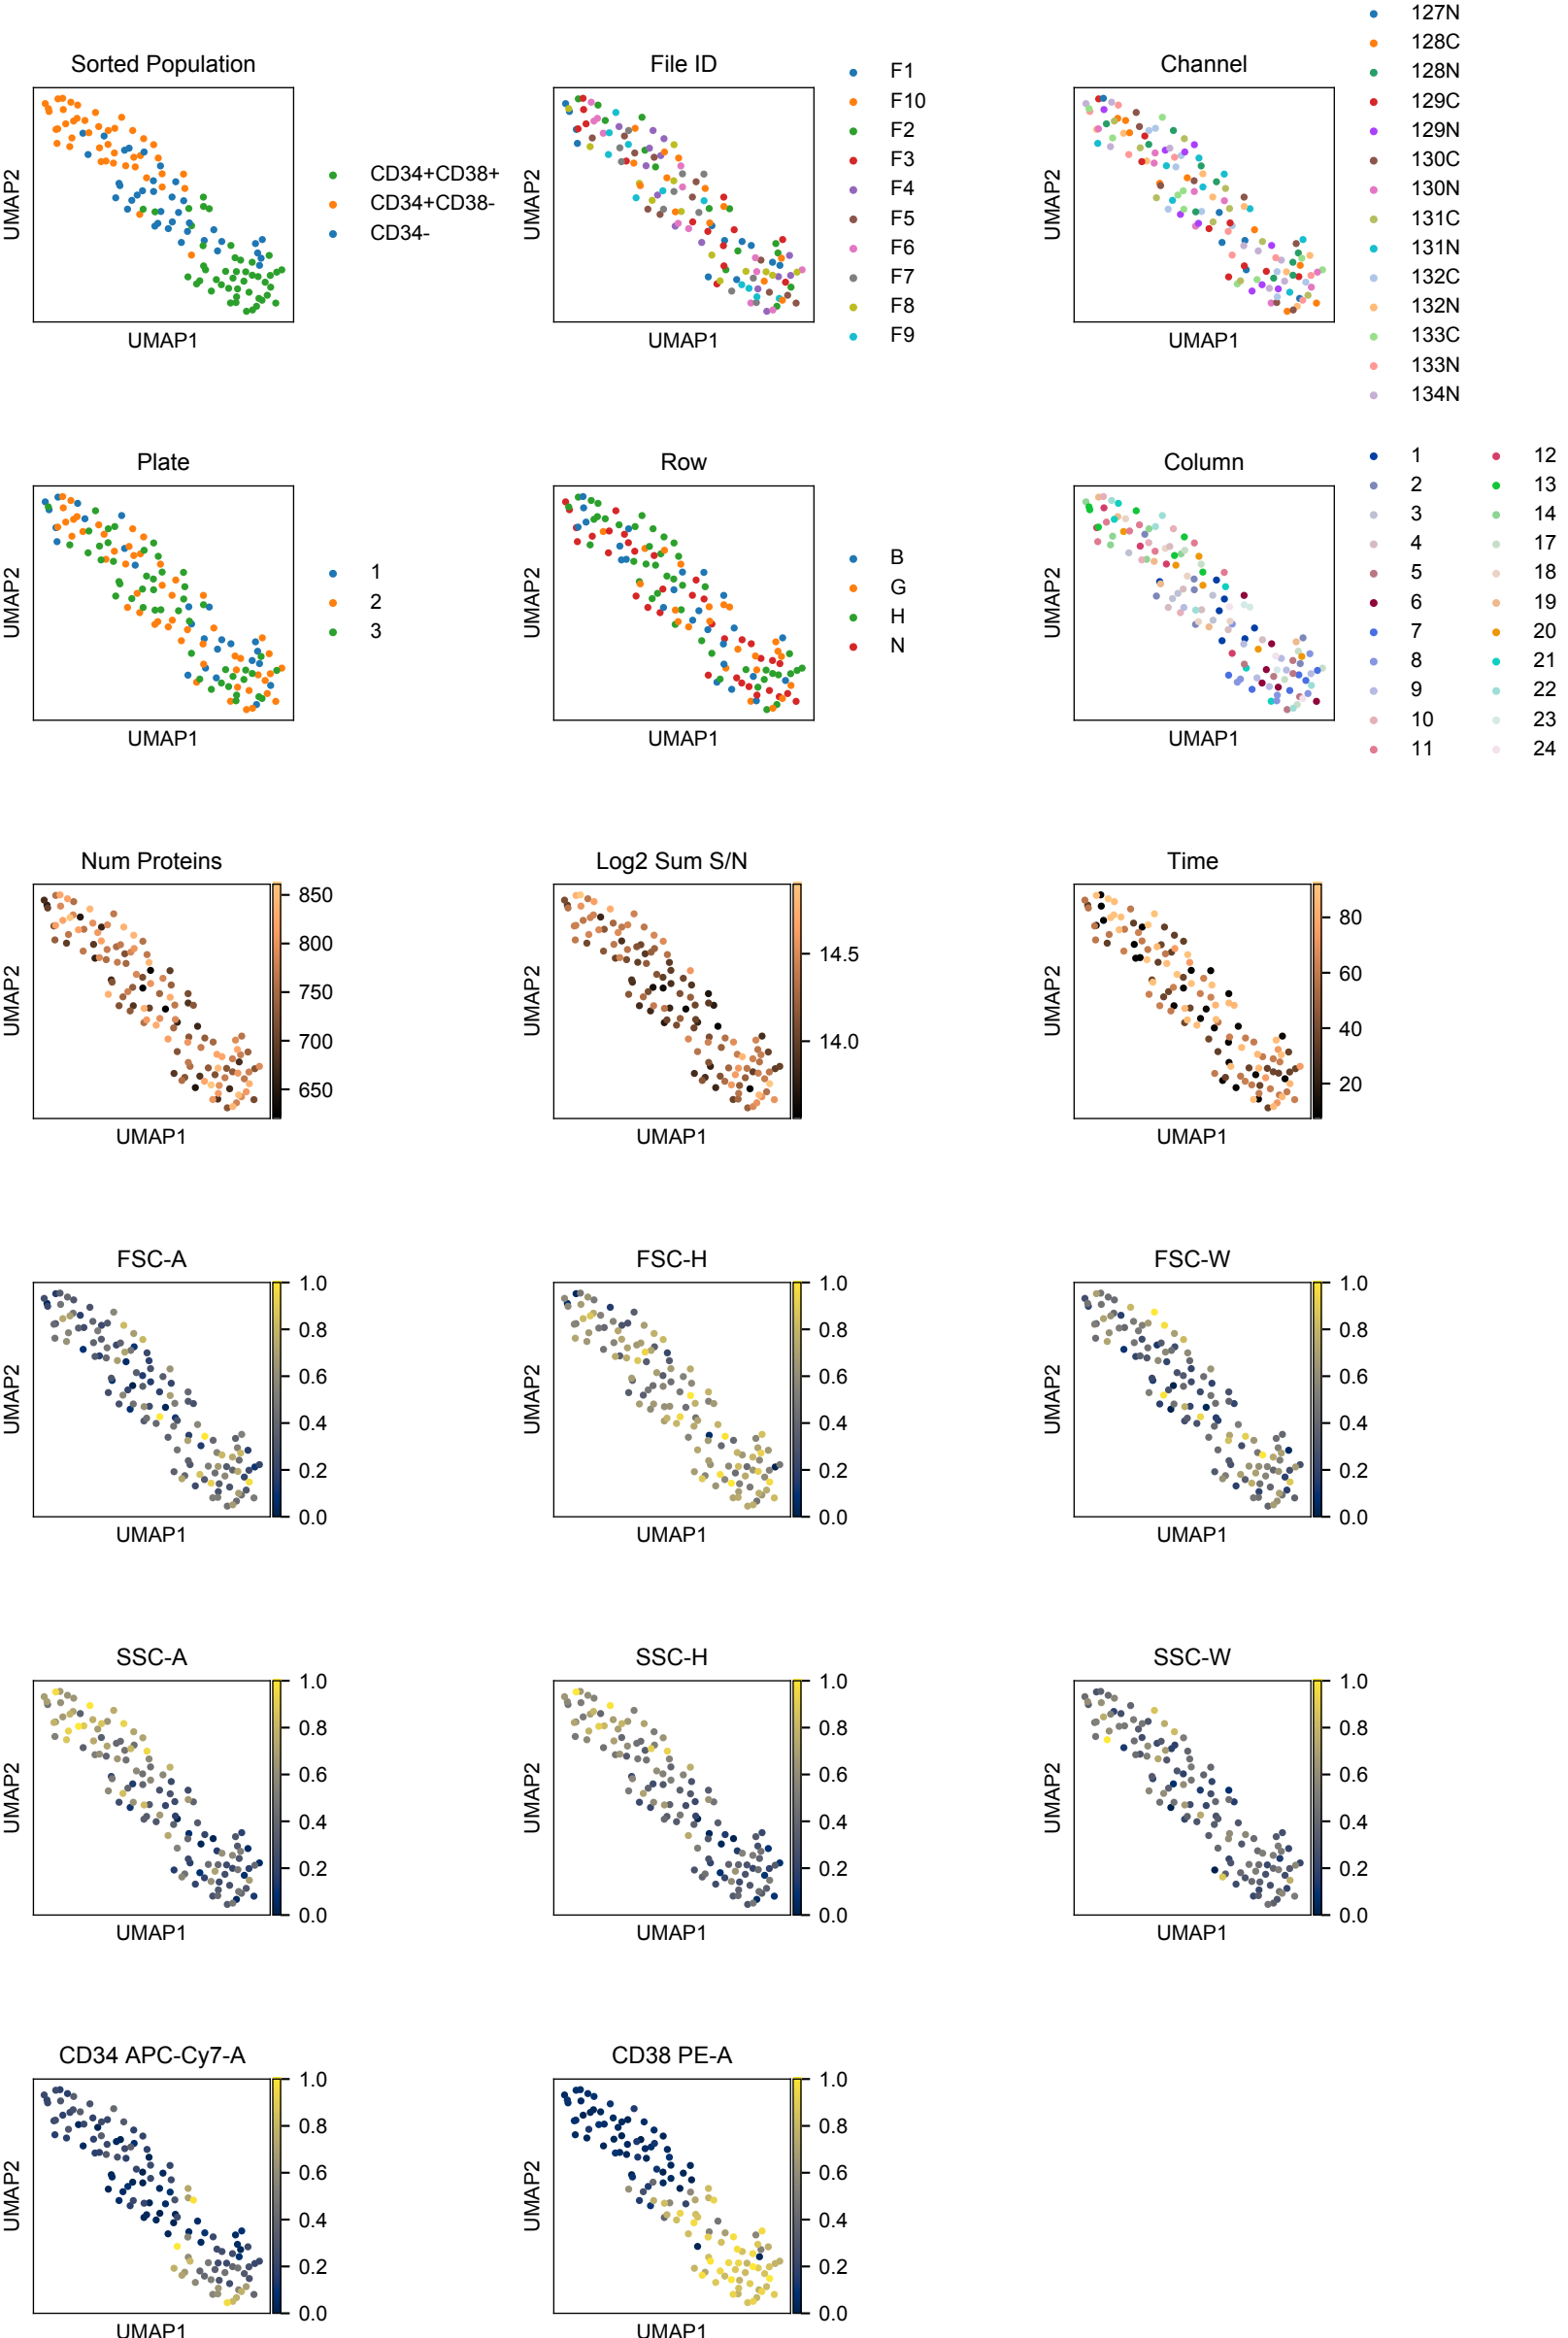 Sorted Population
UMAP2
UMAP1
CD34+CD38+
CD34+CD38-
CD34-
File ID
UMAP2
UMAP1
F1
F10
F2
F3
F4
F5
F6
F7
F8
F9
Channel
UMAP2
UMAP1
127N
128C
128N
129C
129N
130C
130N
131C
131N
132C
132N
133C
133N
134N
Plate
UMAP2
UMAP1
1
2
3
Row
UMAP2
UMAP1
B
G
H
N
Column
UMAP2
UMAP1
1
2
3
4
5
6
7
8
9
10
11
12
13
14
17
18
19
20
21
22
23
24
Num Proteins
UMAP2
UMAP1
850
800
750
700
650
Log2 Sum S/N
UMAP2
UMAP1
14.5
14.0
Time
UMAP2
UMAP1
80
60
40
20
FSC-A
UMAP2
UMAP1
1.0
0.8
0.6
0.4
0.2
0.0
FSC-H
UMAP2
UMAP1
1.0
0.8
0.6
0.4
0.2
0.0
FSC-W
UMAP2
UMAP1
1.0
0.8
0.6
0.4
0.2
0.0
SSC-A
UMAP2
UMAP1
1.0
0.8
0.6
0.4
0.2
0.0
SSC-H
UMAP2
UMAP1
1.0
0.8
0.6
0.4
0.2
0.0
SSC-W
UMAP2
UMAP1
1.0
0.8
0.6
0.4
0.2
0.0
CD34 APC-Cy7-A
UMAP2
UMAP1
1.0
0.8
0.6
0.4
0.2
0.0
CD38 PE-A
UMAP2
UMAP1
1.0
0.8
0.6
0.4
0.2
0.0